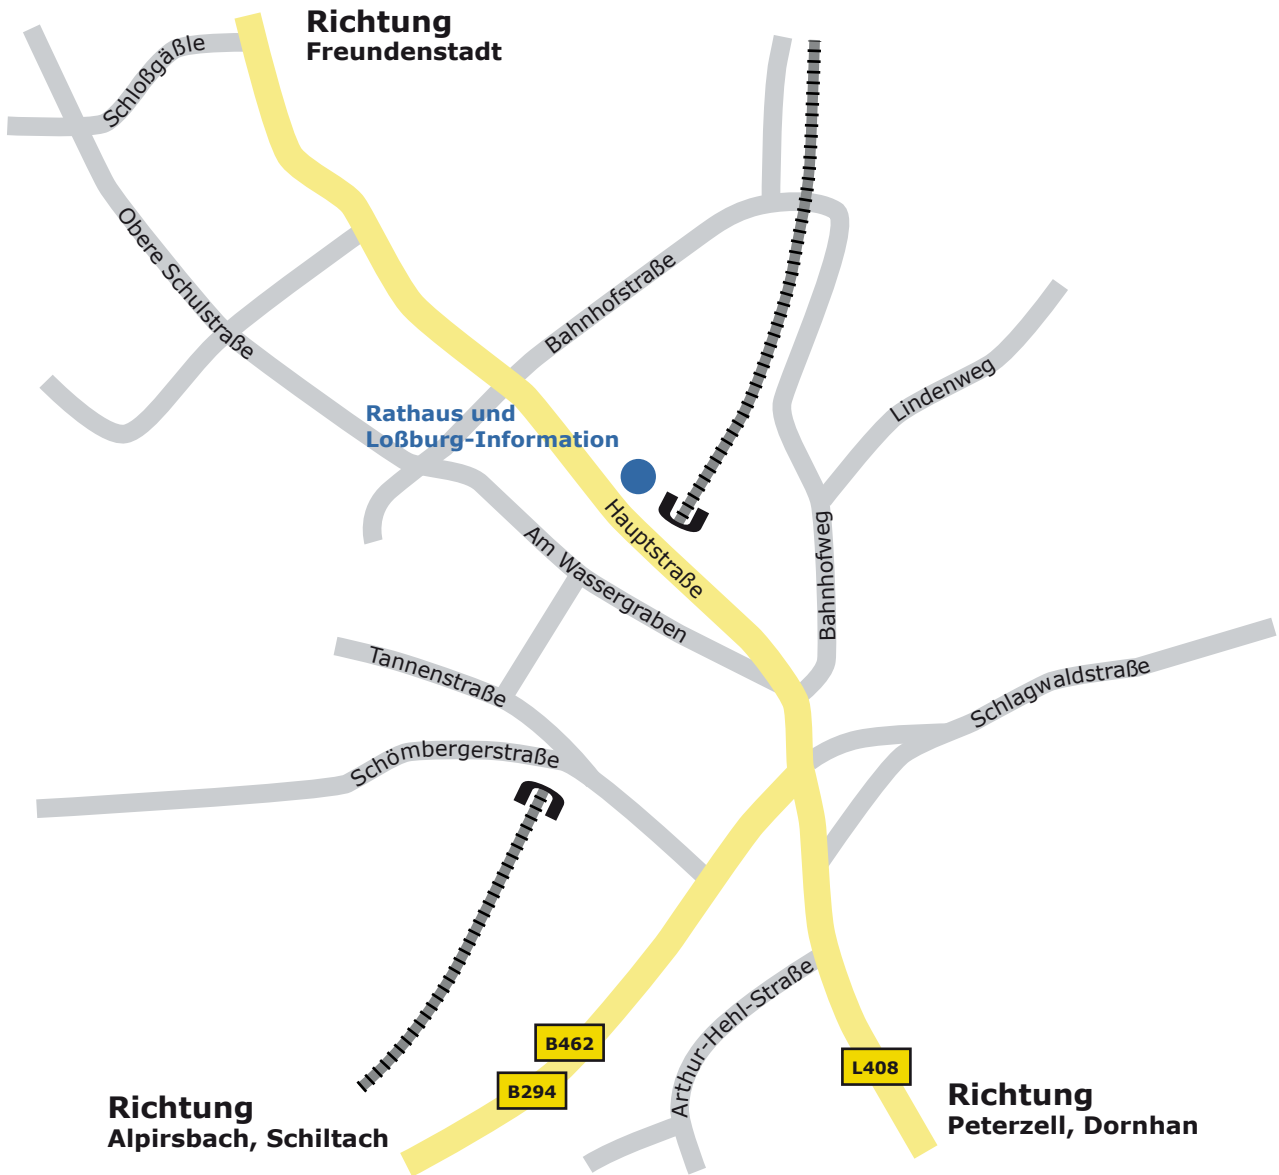 Richtung
Freundenstadt
Schloßgäßle
Obere Schulstraße
Bahnhofstraße
Lindenweg
Rathaus und
Loßburg-Information
Hauptstraße
Am Wassergraben
Bahnhofweg
Tannenstraße
Schlagwaldstraße
Schömbergerstraße
Arthur-Hehl-Straße
B462
L408
B294
Richtung
Alpirsbach, Schiltach
Richtung
Peterzell, Dornhan